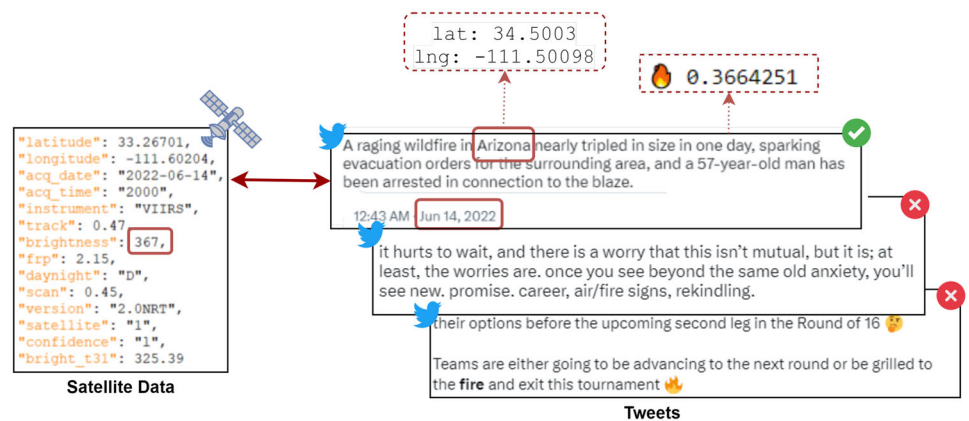 lat: 34.5003
lng: -111.50098
🔥 0.3664251
"latitude": 33.26701,
"longitude": -111.60204,
"acq_date": "2022-06-14",
"acq_time": "2000",
"instrument": "VIIRS",
"track": 0.47,
"brightness": 367,
"frp": 2.15,
"daynight": "D",
"scan": 0.45,
"version": "2.0NRT",
"satellite": "1",
"confidence": "l",
"bright_t31": 325.39
Satellite Data
A raging wildfire in Arizona nearly tripled in size in one day, sparking
evacuation orders for the surrounding area, and a 57-year-old man has
been arrested in connection to the blaze.
12:43 AM · Jun 14, 2022
it hurts to wait, and there is a worry that this isn't mutual, but it is; at
least, the worries are. once you see beyond the same old anxiety, you'll
see new. promise. career, air/fire signs, rekindling.
their options before the upcoming second leg in the Round of 16 🤔
Teams are either going to be advancing to the next round or be grilled to
the fire and exit this tournament 🔥
Tweets